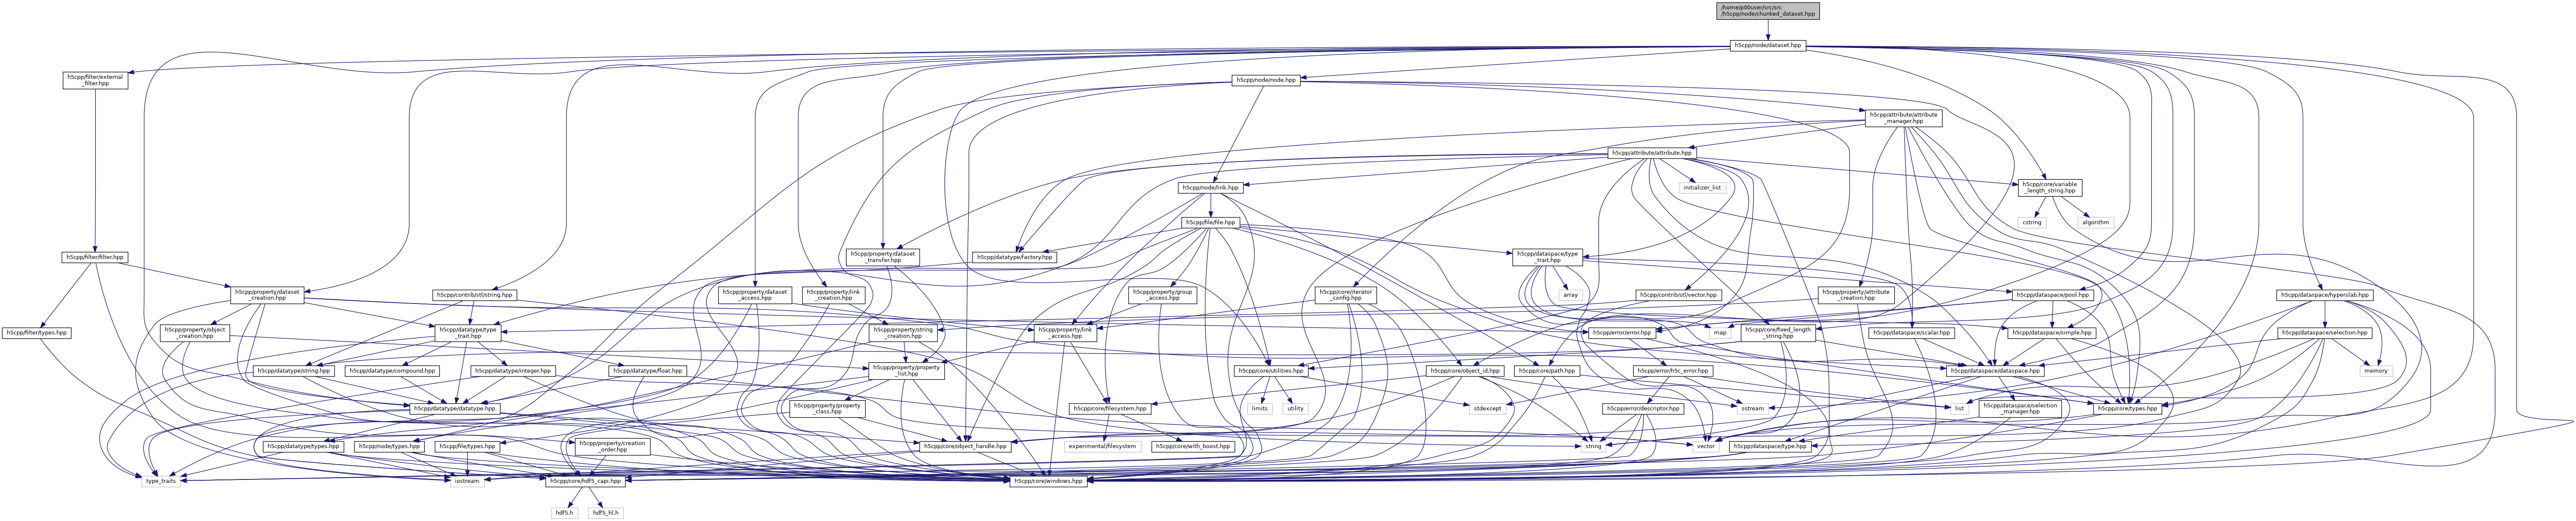 /home/p00user/src/src
/h5cpp/node/chunked_dataset.hpp
h5cpp/node/dataset.hpp
h5cpp/filter/external
_filter.hpp
h5cpp/node/node.hpp
h5cpp/attribute/attribute
_manager.hpp
h5cpp/attribute/attribute.hpp
h5cpp/node/link.hpp
initializer_list
h5cpp/core/variable
_length_string.hpp
h5cpp/file/file.hpp
cstring
algorithm
h5cpp/filter/filter.hpp
h5cpp/property/dataset
_transfer.hpp
h5cpp/datatype/factory.hpp
h5cpp/dataspace/type
_trait.hpp
h5cpp/property/dataset
_creation.hpp
h5cpp/contrib/stl/string.hpp
h5cpp/property/dataset
_access.hpp
h5cpp/property/link
_creation.hpp
h5cpp/property/group
_access.hpp
h5cpp/core/iterator
_config.hpp
array
h5cpp/contrib/stl/vector.hpp
h5cpp/property/attribute
_creation.hpp
h5cpp/dataspace/pool.hpp
h5cpp/dataspace/hyperslab.hpp
h5cpp/filter/types.hpp
h5cpp/property/object
_creation.hpp
h5cpp/datatype/type
_trait.hpp
h5cpp/property/string
_creation.hpp
h5cpp/property/link
_access.hpp
h5cpp/error/error.hpp
map
h5cpp/core/fixed_length
_string.hpp
h5cpp/dataspace/scalar.hpp
h5cpp/dataspace/simple.hpp
h5cpp/dataspace/selection.hpp
h5cpp/datatype/string.hpp
h5cpp/datatype/compound.hpp
h5cpp/datatype/integer.hpp
h5cpp/datatype/float.hpp
h5cpp/property/property
_list.hpp
h5cpp/core/utilities.hpp
h5cpp/core/object_id.hpp
h5cpp/core/path.hpp
h5cpp/error/h5c_error.hpp
h5cpp/dataspace/dataspace.hpp
memory
h5cpp/datatype/datatype.hpp
h5cpp/property/property
_class.hpp
h5cpp/core/filesystem.hpp
limits
utility
stdexcept
h5cpp/error/descriptor.hpp
sstream
list
h5cpp/dataspace/selection
_manager.hpp
h5cpp/core/types.hpp
h5cpp/datatype/types.hpp
h5cpp/node/types.hpp
h5cpp/file/types.hpp
h5cpp/property/creation
_order.hpp
h5cpp/core/object_handle.hpp
experimental/filesystem
h5cpp/core/with_boost.hpp
string
vector
h5cpp/dataspace/type.hpp
type_traits
iostream
h5cpp/core/hdf5_capi.hpp
h5cpp/core/windows.hpp
hdf5.h
hdf5_hl.h